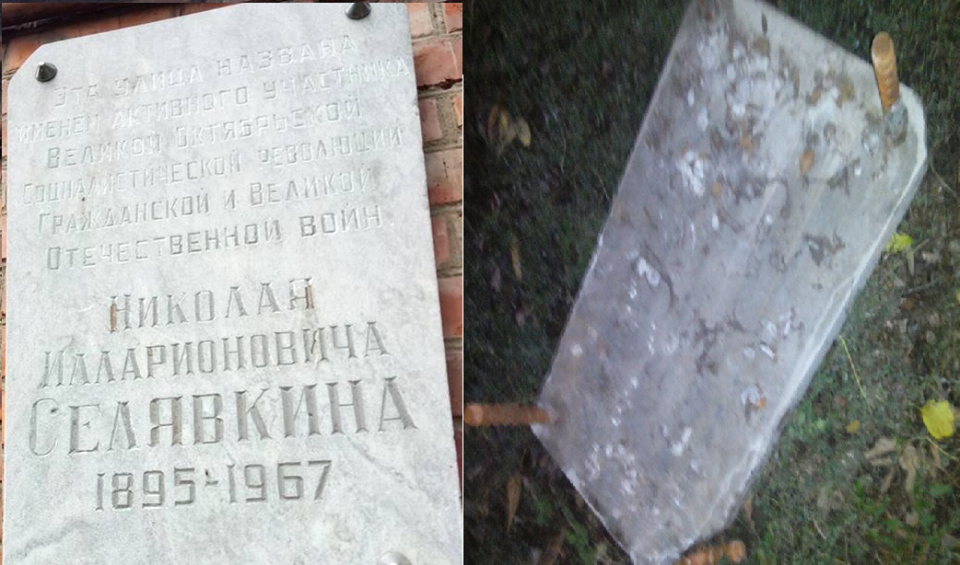 Эта улица названа
именем активного участника
Великой Октябрьской
Социалистической революции
Гражданской и Великой
Отечественной войн.
Николая
Илларионовича
Селявкина
1895-1967